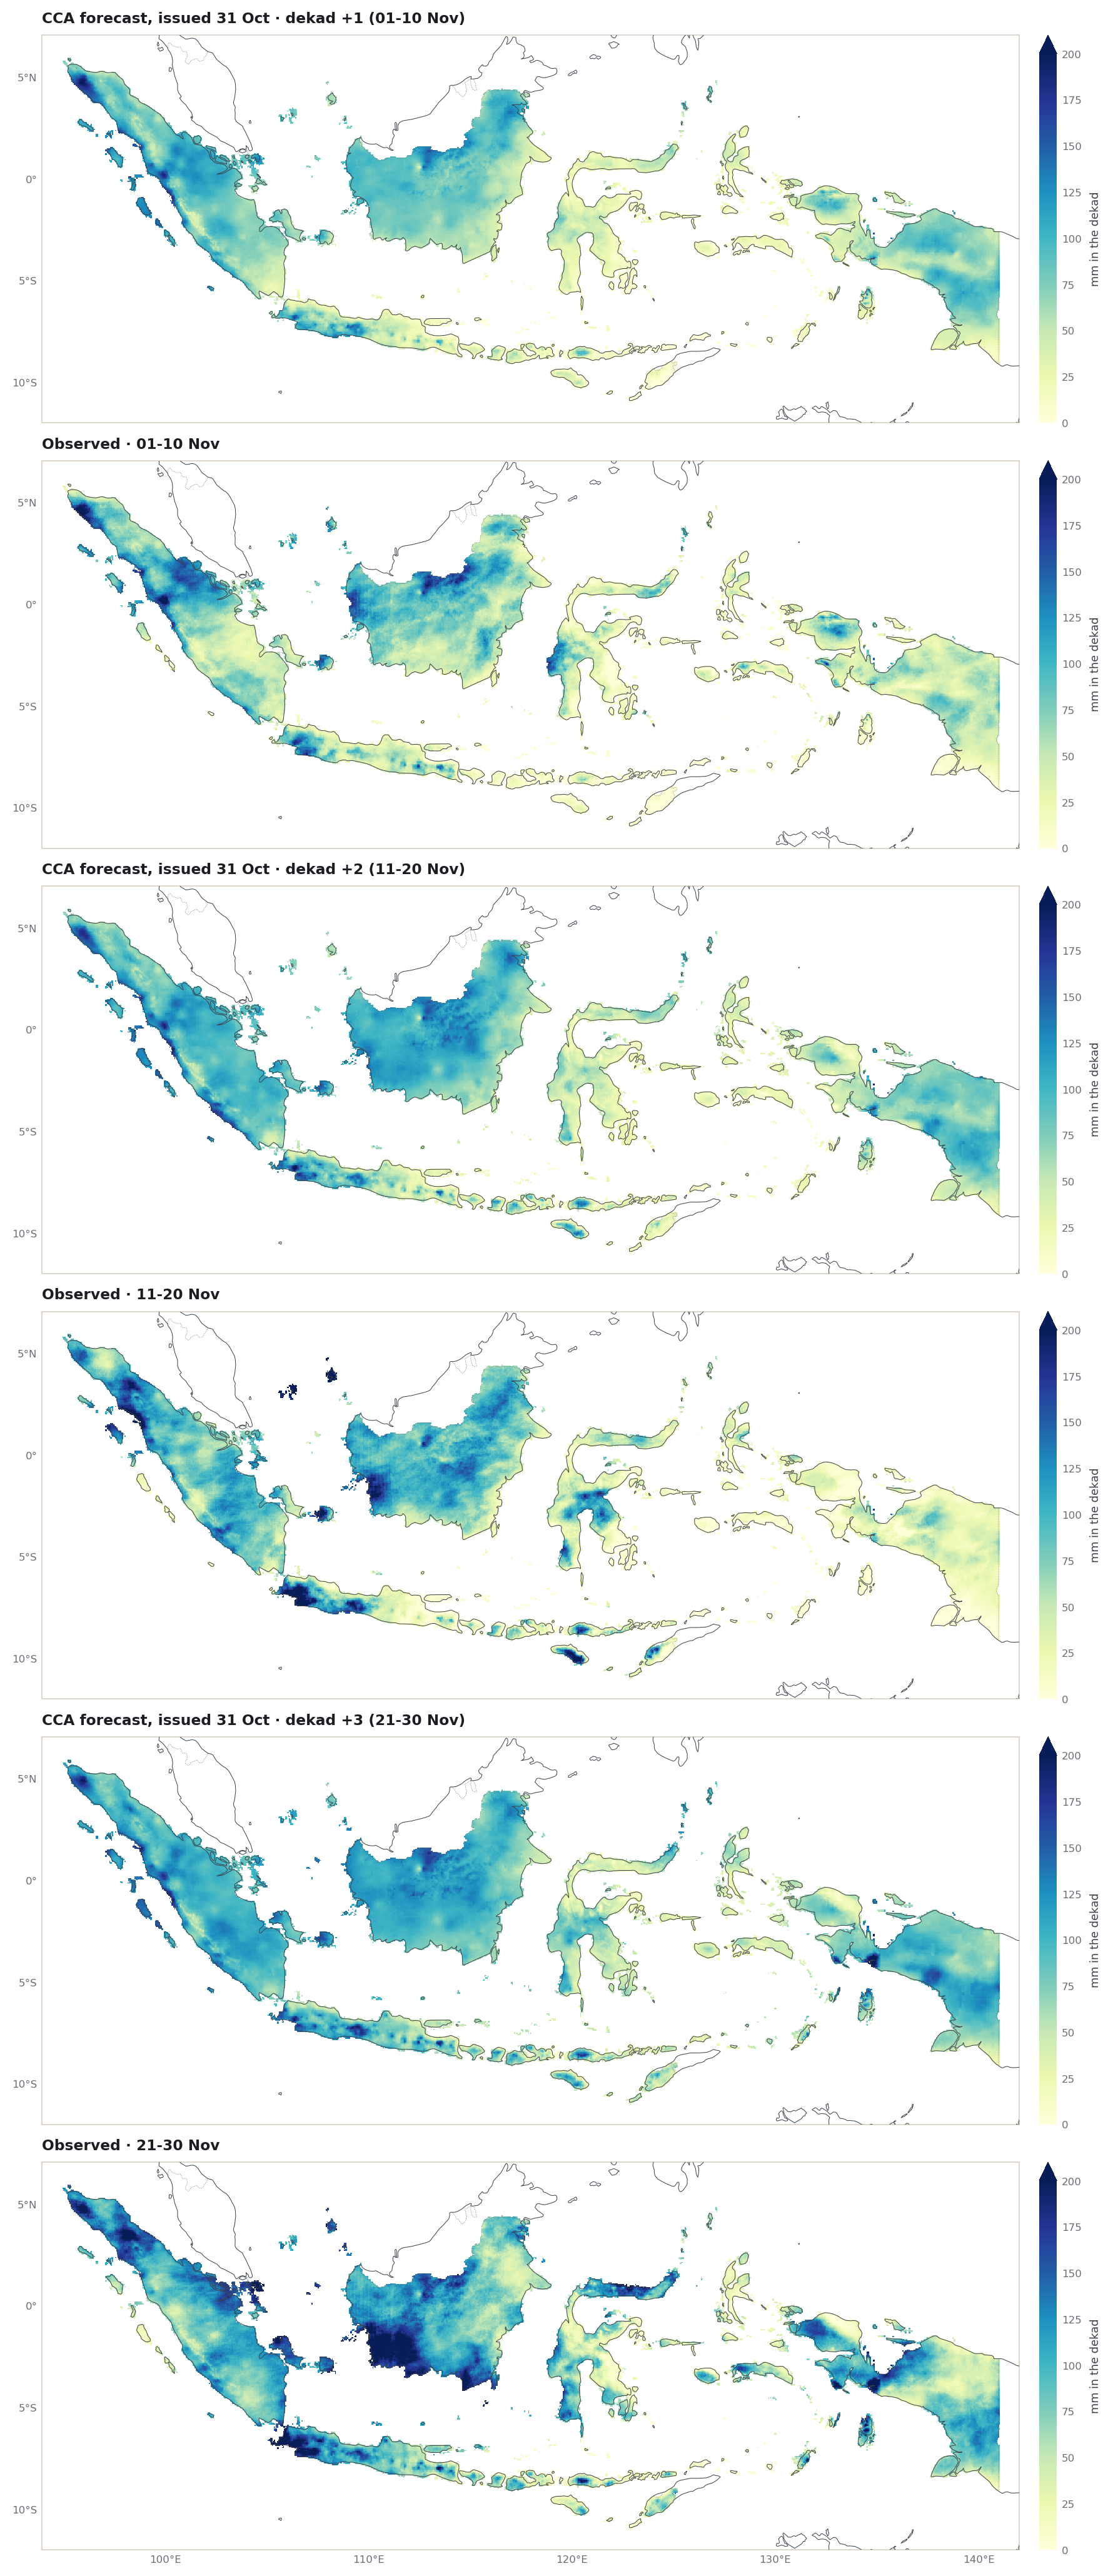 CCA forecast, issued 31 Oct · dekad +1 (01-10 Nov)
5°N
0°
5°S
10°S
200
175
150
125
100
75
50
25
0
mm in the dekad
Observed · 01-10 Nov
5°N
0°
5°S
10°S
200
175
150
125
100
75
50
25
0
mm in the dekad
CCA forecast, issued 31 Oct · dekad +2 (11-20 Nov)
5°N
0°
5°S
10°S
200
175
150
125
100
75
50
25
0
mm in the dekad
Observed · 11-20 Nov
5°N
0°
5°S
10°S
200
175
150
125
100
75
50
25
0
mm in the dekad
CCA forecast, issued 31 Oct · dekad +3 (21-30 Nov)
5°N
0°
5°S
10°S
200
175
150
125
100
75
50
25
0
mm in the dekad
Observed · 21-30 Nov
5°N
0°
5°S
10°S
200
175
150
125
100
75
50
25
0
mm in the dekad
100°E 110°E 120°E 130°E 140°E